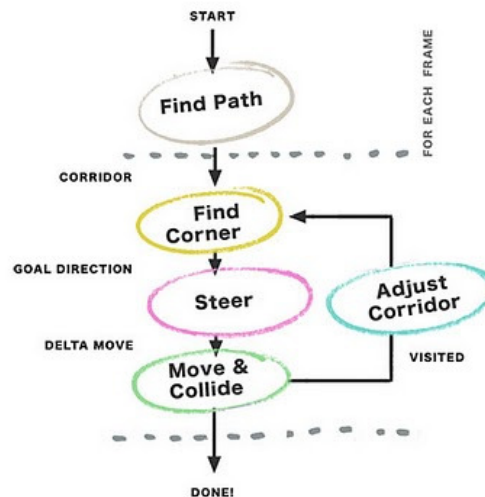 START
Find Path
FOR EACH FRAME
CORRIDOR
Find
Corner
GOAL DIRECTION
Steer
Adjust
Corridor
DELTA MOVE
VISITED
Move &
Collide
DONE!